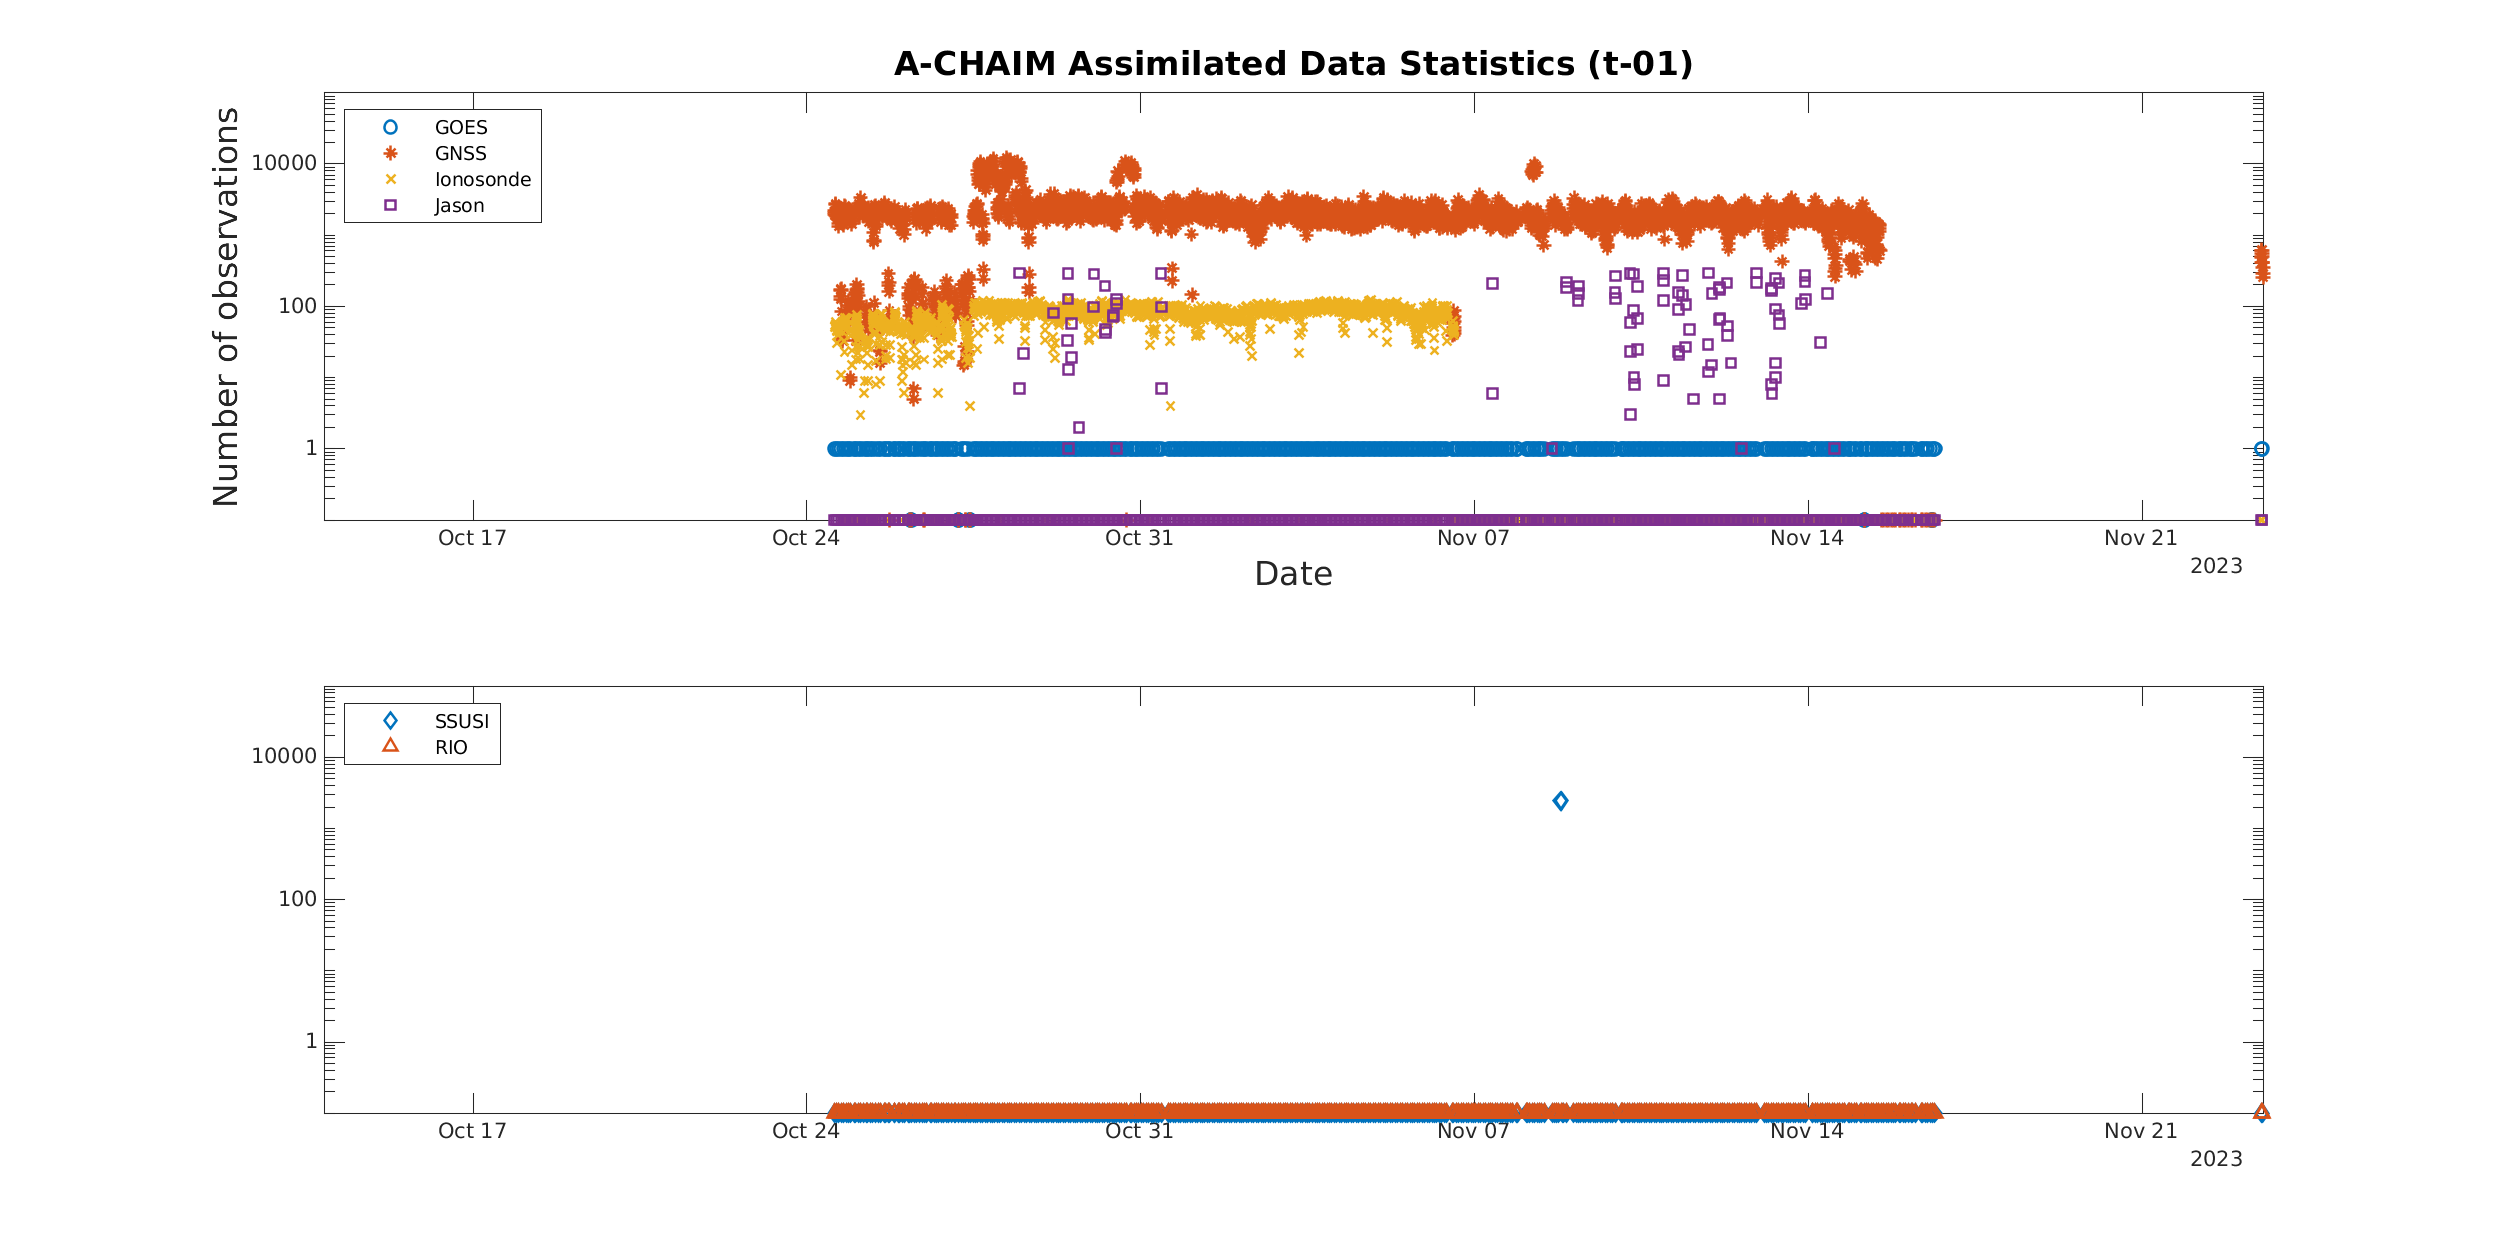 A-CHAIM Assimilated Data Statistics (t-01)
Number of observations
10000
100
1
GOES
GNSS
Ionosonde
Jason
Oct 17
Oct 24
Oct 31
Nov 07
Nov 14
Nov 21
2023
Date
10000
100
1
SSUSI
RIO
Oct 17
Oct 24
Oct 31
Nov 07
Nov 14
Nov 21
2023